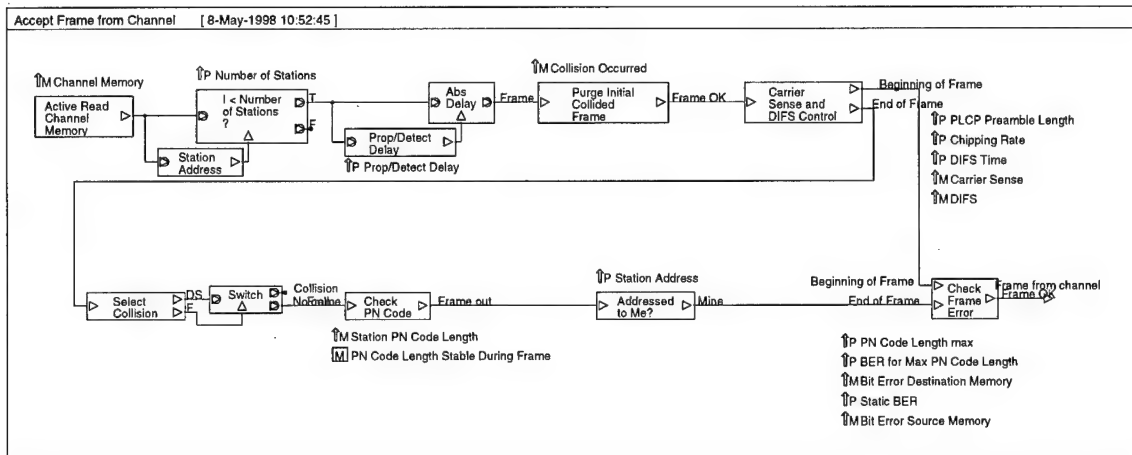 Accept Frame from Channel [ 8-May-1998 10:52:45 ]
⇑M Channel Memory
Active Read
Channel
Memory
⇑P Number of Stations
I < Number
of Stations
?
T
F
Station
Address
Abs
Delay
Frame
Prop/Detect
Delay
⇑P Prop/Detect Delay
⇑M Collision Occurred
Purge Initial
Collided
Frame
Frame OK
Carrier
Sense and
DIFS Control
Beginning of Frame
End of Frame
⇑P PLCP Preamble Length
⇑P Chipping Rate
⇑P DIFS Time
⇑M Carrier Sense
⇑M DIFS
Select
Collision
DS
F
Switch
Collision
Check
PN Code
Frame out
⇑M Station PN Code Length
M PN Code Length Stable During Frame
⇑P Station Address
Addressed
to Me?
Mine
Beginning of Frame
End of Frame
Check
Frame
Error
Frame from channel
Frame OK
⇑P PN Code Length max
⇑P BER for Max PN Code Length
⇑M Bit Error Destination Memory
⇑P Static BER
⇑M Bit Error Source Memory